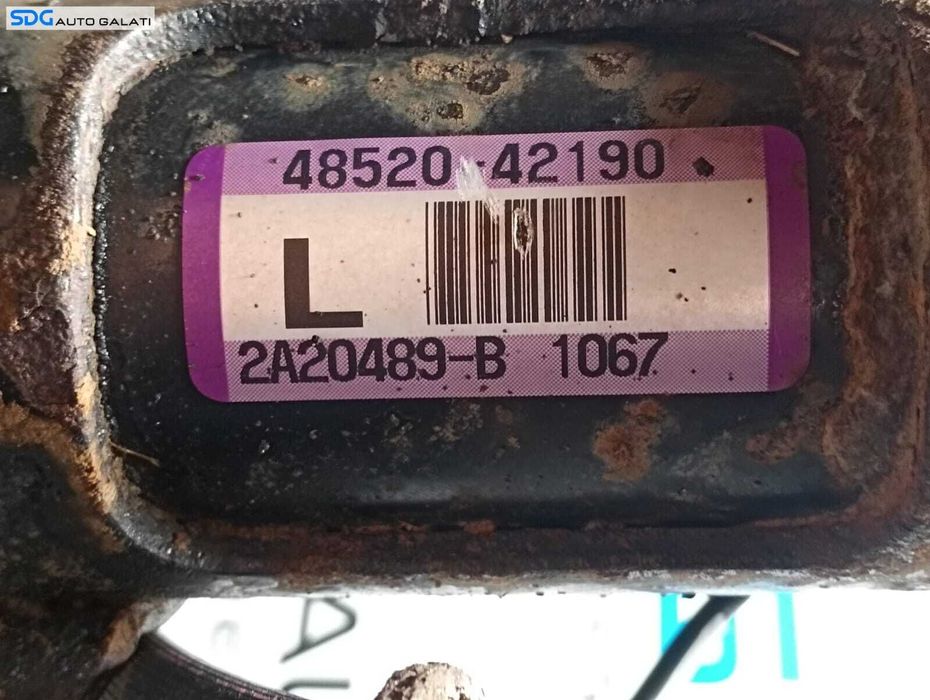 SDG AUTO GALATI
48520-42190
L
2A20489-B 1067